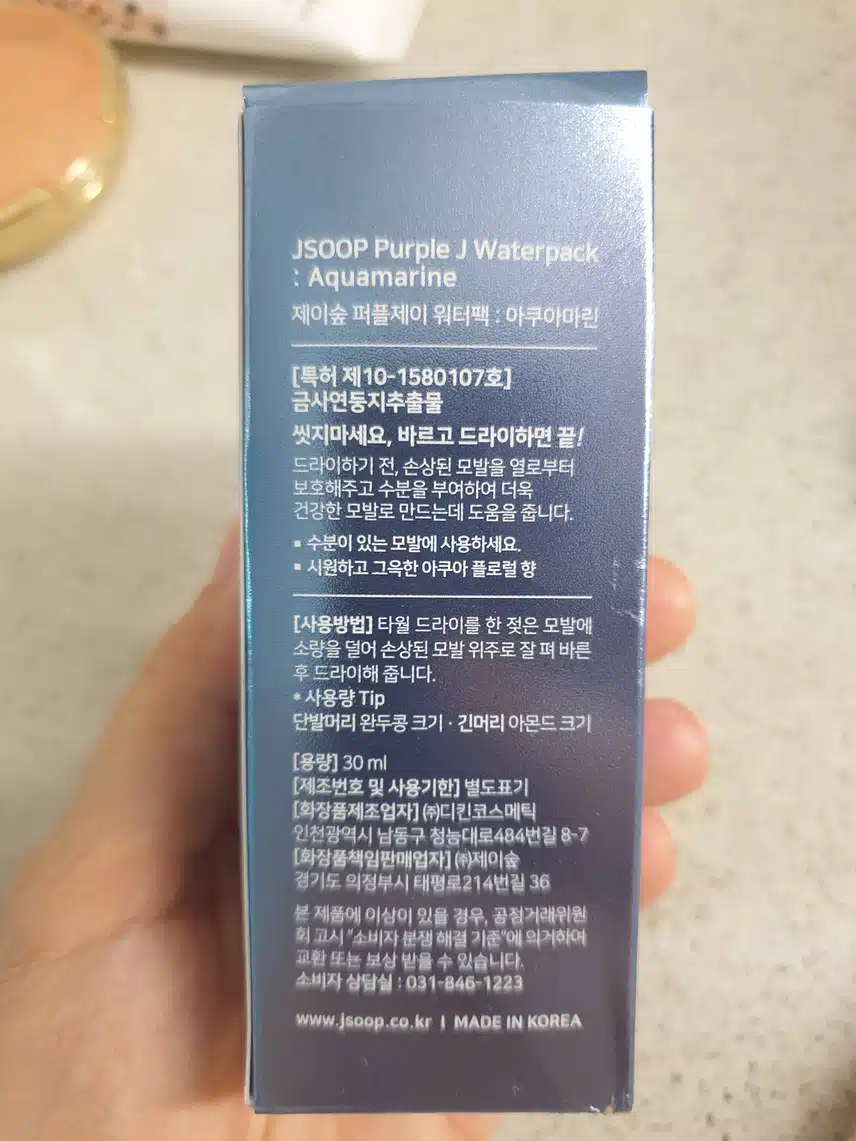 JSOOP Purple J Waterpack
: Aquamarine
제이숲 퍼플제이 워터팩 : 아쿠아마린
[특허 제10-1580107호]
금사연둥지추출물
씻지마세요, 바르고 드라이하면 끝!
드라이하기 전, 손상된 모발을 열로부터
보호해주고 수분을 부여하여 더욱
건강한 모발로 만드는데 도움을 줍니다.
▪ 수분이 있는 모발에 사용하세요.
▪ 시원하고 그윽한 아쿠아 플로럴 향
[사용방법] 타월 드라이를 한 젖은 모발에
소량을 덜어 손상된 모발 위주로 잘 펴 바른
후 드라이해 줍니다.
* 사용량 Tip
단발머리 완두콩 크기 · 긴머리 아몬드 크기
[용량] 30 ml
[제조번호 및 사용기한] 별도표기
[화장품제조업자] ㈜디킨코스메틱
인천광역시 남동구 청능대로484번길 8-7
[화장품책임판매업자] ㈜제이숲
경기도 의정부시 태평로214번길 36
본 제품에 이상이 있을 경우, 공정거래위원
회 고시 "소비자 분쟁 해결 기준"에 의거하여
교환 또는 보상 받을 수 있습니다.
소비자 상담실 : 031-846-1223
www.jsoop.co.kr | MADE IN KOREA